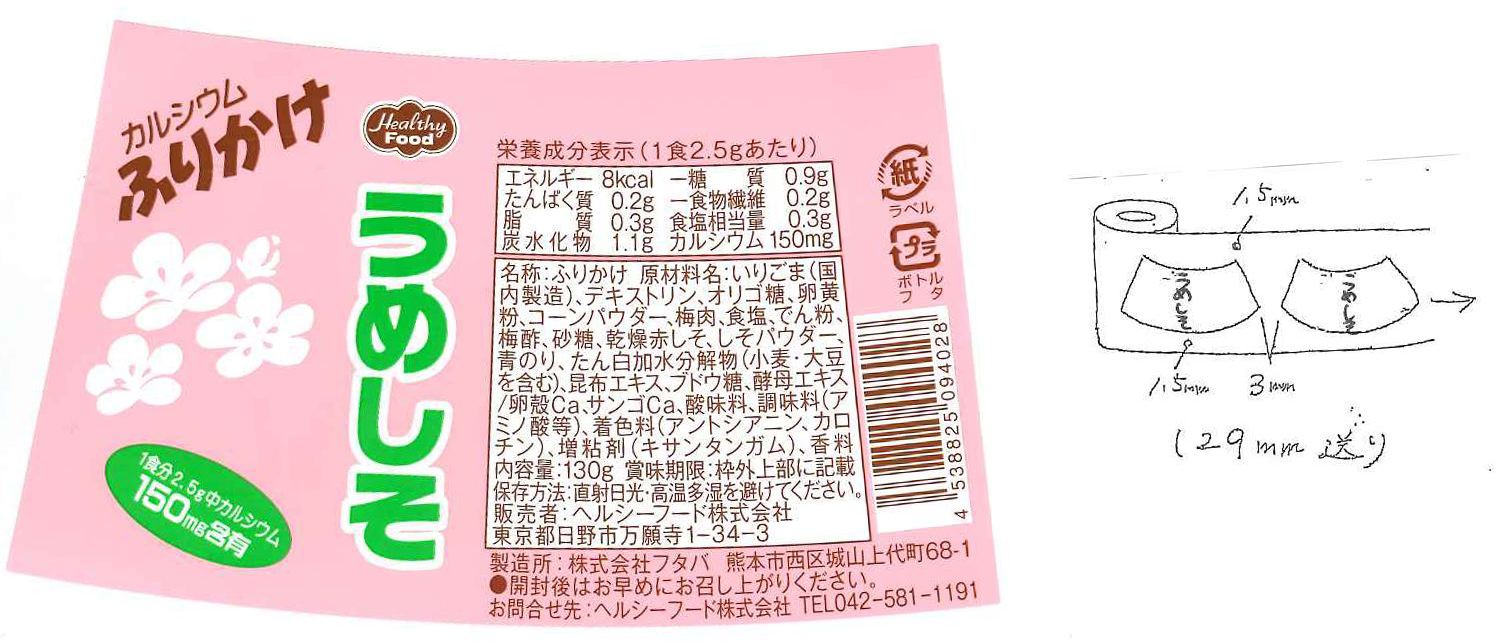 カルシウム
ふりかけ
Healthy
Food
うめしそ
1食分2.5g中カルシウム
150mg含有
栄養成分表示(1食2.5gあたり)
エネルギー 8kcal ー糖 質 0.9g
たんぱく質 0.2g ー食物繊維 0.2g
脂 質 0.3g 食塩相当量 0.3g
炭水化物 1.1g カルシウム 150mg
名称:ふりかけ 原材料名:いりごま(国
内製造)、デキストリン、オリゴ糖、卵黄
粉、コーンパウダー、梅肉、食塩、でん粉、
梅酢、砂糖、乾燥赤しそ、しそパウダー、
青のり、たん白加水分解物(小麦・大豆
を含む)、昆布エキス、ブドウ糖、酵母エキス
/卵殻Ca、サンゴCa、酸味料、調味料(ア
ミノ酸等)、着色料(アントシアニン、カロ
チン)、増粘剤(キサンタンガム)、香料
内容量:130g 賞味期限:枠外上部に記載
保存方法:直射日光・高温多湿を避けてください。
販売者:ヘルシーフード株式会社
東京都日野市万願寺1-34-3
製造所:株式会社フタバ 熊本市西区城山上代町68-1
●開封後はお早めにお召し上がりください。
お問合せ先:ヘルシーフード株式会社 TEL042-581-1191
紙
ラベル
プラ
ボトル
フタ
4 538825 094028
1.5mm
うめしそ
うめしそ
1.5mm
3mm
(29mm送り)